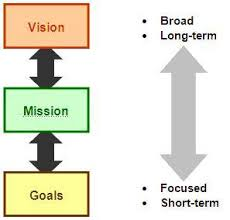 Vision
• Broad
• Long-term
Mission
Goals
• Focused
• Short-term